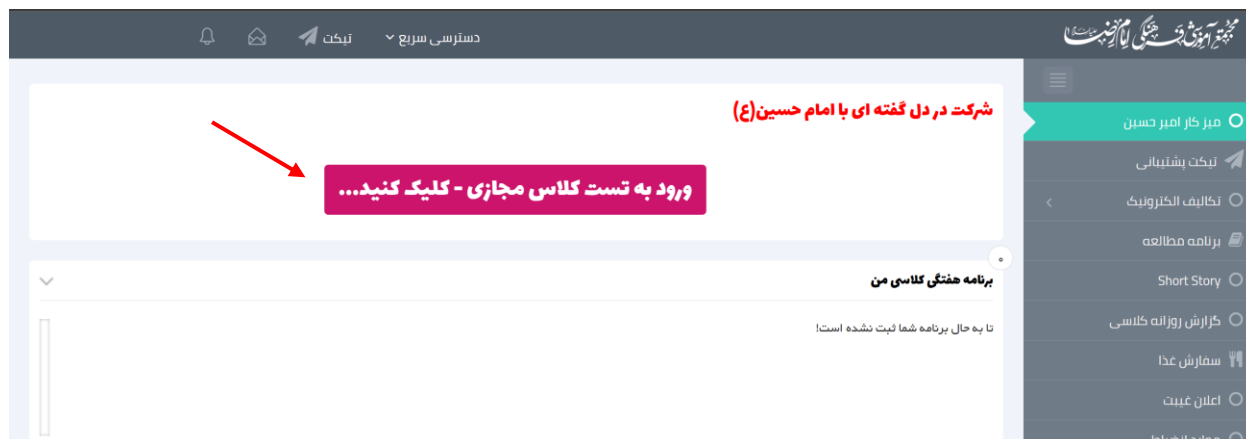 مجتمع آموزشی فرهنگی امام رضا
دسترسی سریع
تیکت
میز کار امیر حسین
تیکت پشتیبانی
تکالیف الکترونیک
برنامه مطالعه
Short Story
گزارش روزانه کلاسی
سفارش غذا
اعلان غیبت
شرکت در دل گفته ای با امام حسین(ع)
ورود به تست کلاس مجازی - کلیک کنید...
برنامه هفتگی کلاسی من
تا به حال برنامه شما ثبت نشده است!